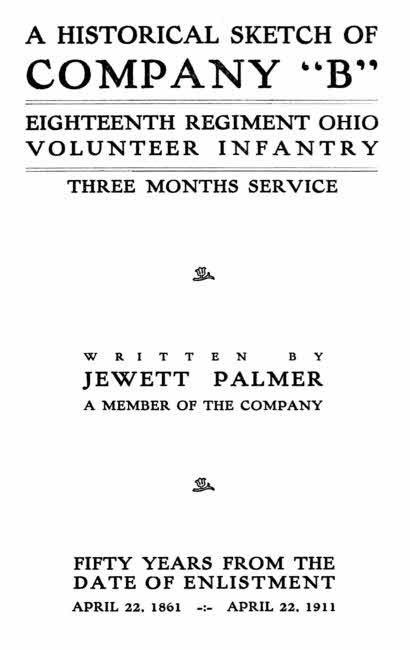 A HISTORICAL SKETCH OF
COMPANY "B"
EIGHTEENTH REGIMENT OHIO
VOLUNTEER INFANTRY
THREE MONTHS SERVICE
WRITTEN BY
JEWETT PALMER
A MEMBER OF THE COMPANY
FIFTY YEARS FROM THE
DATE OF ENLISTMENT
APRIL 22, 1861 -:- APRIL 22, 1911